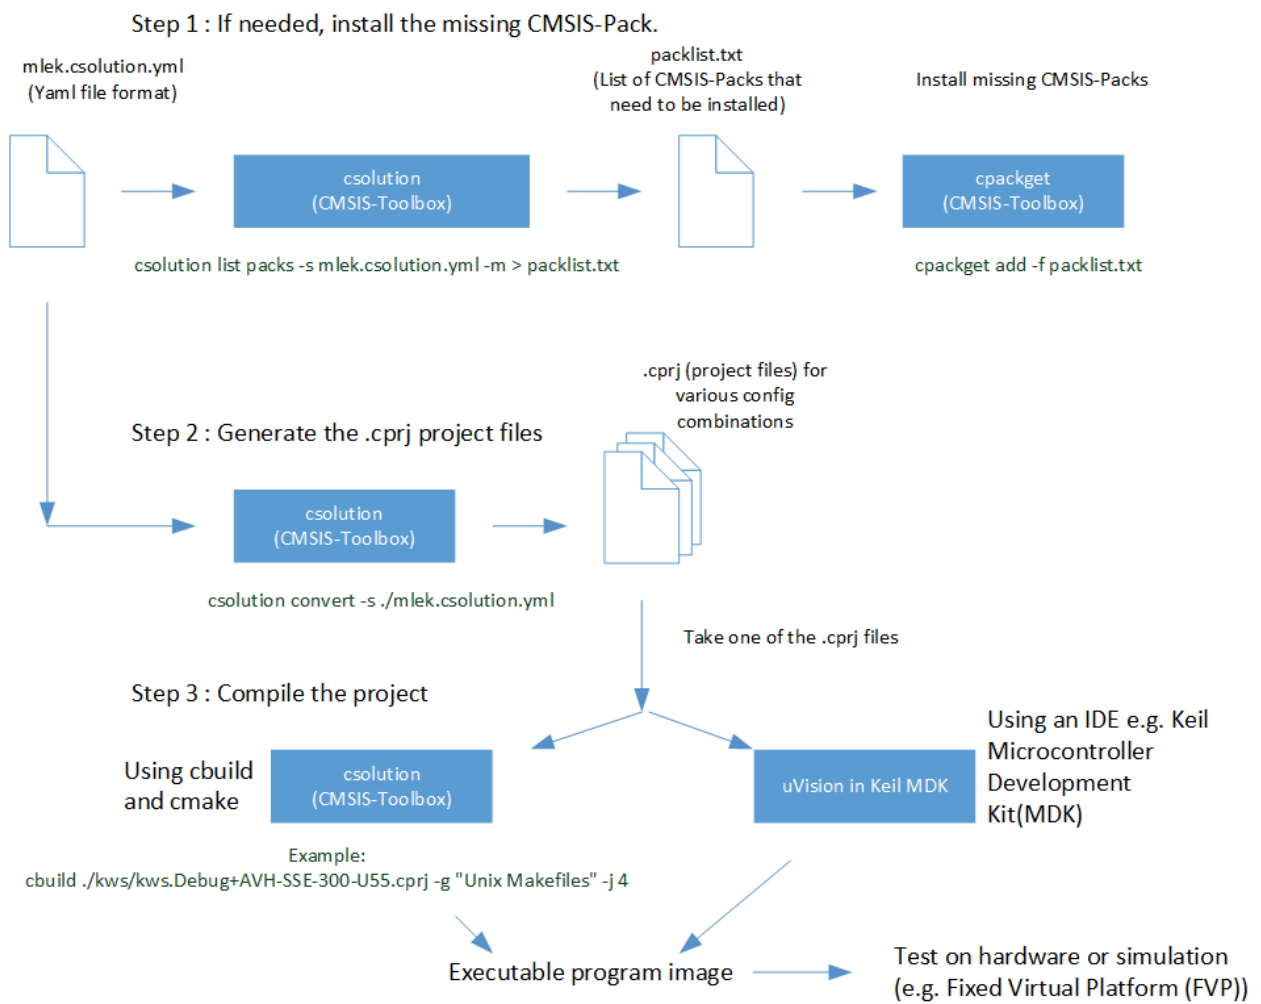 Step 1 : If needed, install the missing CMSIS-Pack.
mlek.csolution.yml
(Yaml file format)
packlist.txt
(List of CMSIS-Packs that
need to be installed)
Install missing CMSIS-Packs
csolution
(CMSIS-Toolbox)
cpackget
(CMSIS-Toolbox)
csolution list packs -s mlek.csolution.yml -m > packlist.txt
cpackget add -f packlist.txt
.cprj (project files) for
various config
combinations
Step 2 : Generate the .cprj project files
csolution
(CMSIS-Toolbox)
csolution convert -s ./mlek.csolution.yml
Take one of the .cprj files
Step 3 : Compile the project
Using cbuild
and cmake
csolution
(CMSIS-Toolbox)
uVision in Keil MDK
Using an IDE e.g. Keil
Microcontroller
Development
Kit(MDK)
Example:
cbuild ./kws/kws.Debug+AVH-SSE-300-U55.cprj -g "Unix Makefiles" -j 4
Executable program image
Test on hardware or simulation
(e.g. Fixed Virtual Platform (FVP))